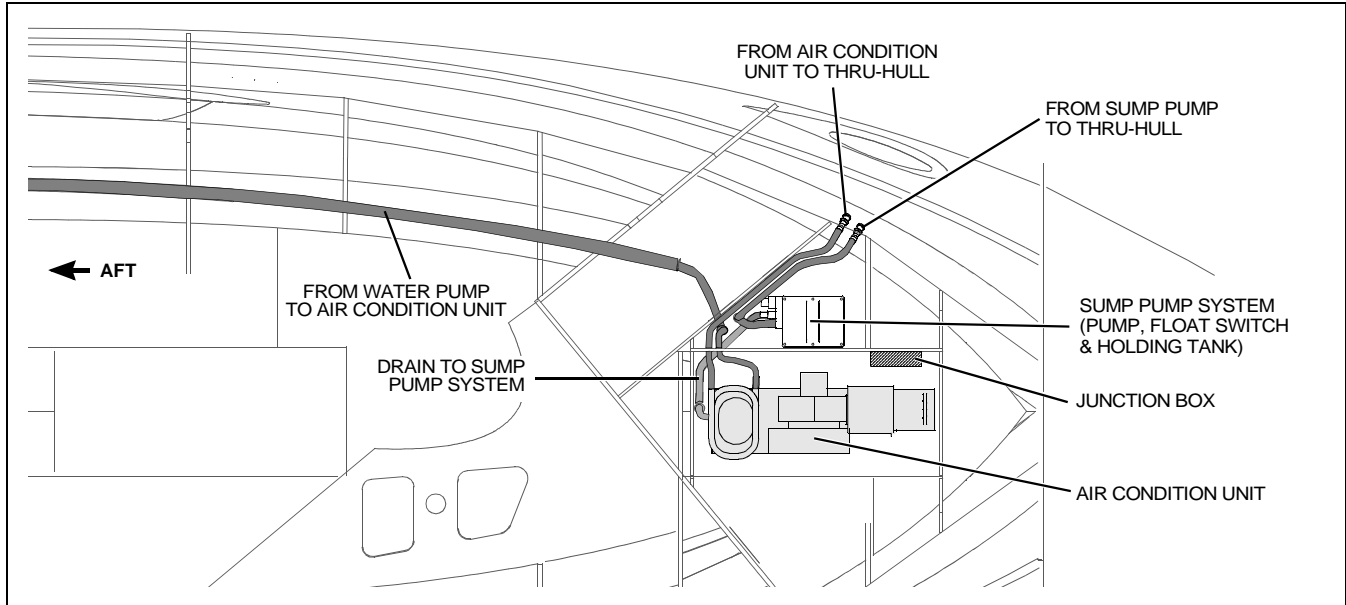 FROM AIR CONDITION
UNIT TO THRU-HULL
FROM SUMP PUMP
TO THRU-HULL
AFT
FROM WATER PUMP
TO AIR CONDITION UNIT
SUMP PUMP SYSTEM
(PUMP, FLOAT SWITCH
& HOLDING TANK)
DRAIN TO SUMP
PUMP SYSTEM
JUNCTION BOX
AIR CONDITION UNIT